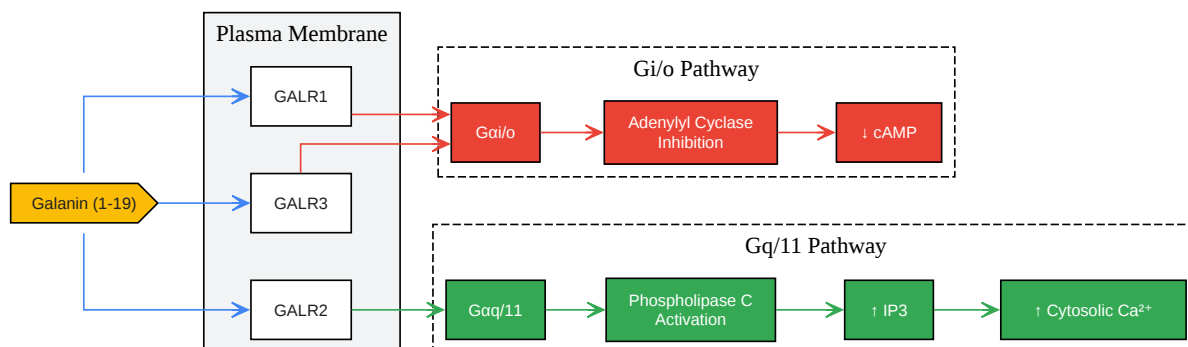 Plasma Membrane
GALR1
GALR3
GALR2
Galanin (1-19)
Gi/o Pathway
Gαi/o
Adenylyl Cyclase
Inhibition
↓ cAMP
Gq/11 Pathway
Gαq/11
Phospholipase C
Activation
↑ IP3
↑ Cytosolic Ca²⁺